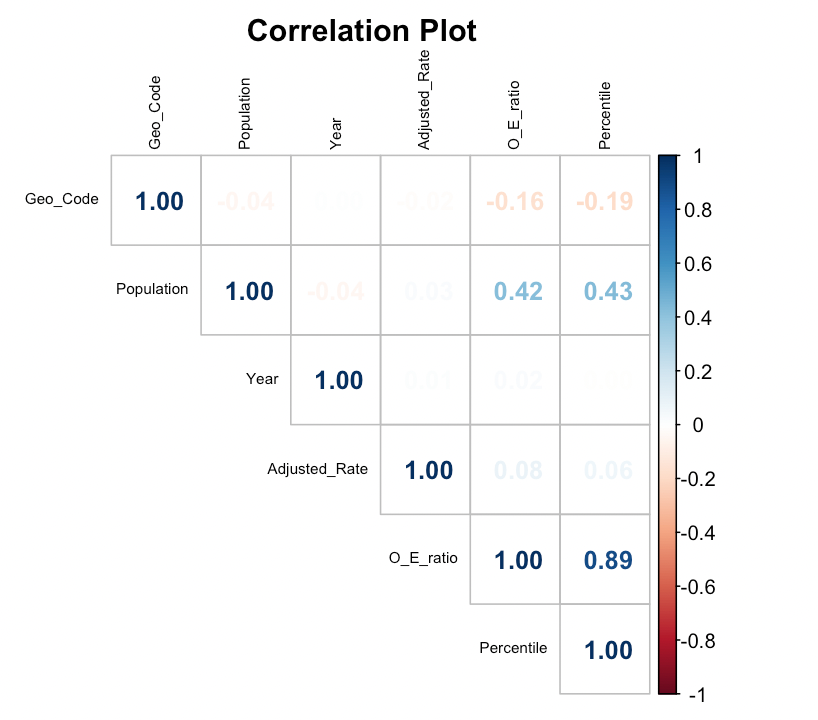 Correlation Plot
Geo_Code Population Year Adjusted_Rate O_E_ratio Percentile
Geo_Code 1.00 -0.04 -0.02 -0.16 -0.19
Population 1.00 -0.04 0.03 0.42 0.43
Year 1.00 0.01 0.02
Adjusted_Rate 1.00 0.08 0.06
O_E_ratio 1.00 0.89
Percentile 1.00
1
0.8
0.6
0.4
0.2
0
-0.2
-0.4
-0.6
-0.8
-1